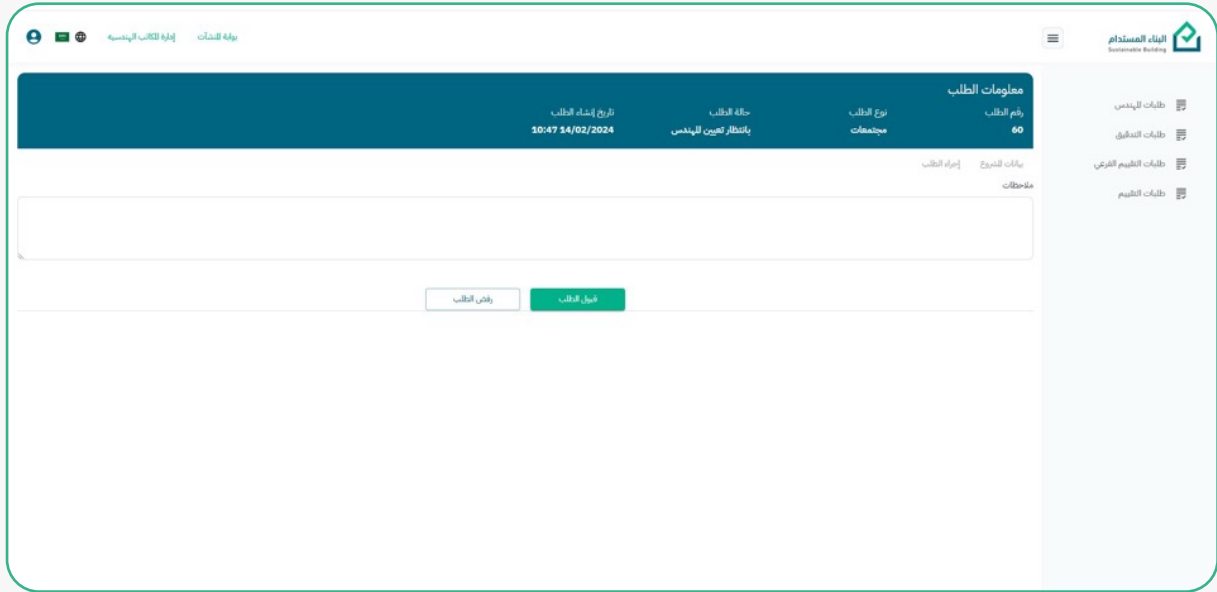 البناء المستدام
Sustainable Building
بوابة المنشآت
إدارة المكاتب الهندسية
طلبات المهندس
طلبات التدقيق
طلبات التقييم الفرعي
طلبات التقييم
معلومات الطلب
رقم الطلب نوع الطلب حالة الطلب تاريخ إنشاء الطلب
60 مجتمعات بانتظار تعيين المهندس 14/02/2024 10:47
بيانات المشروع إجراء الطلب
ملاحظات
قبول الطلب رفض الطلب